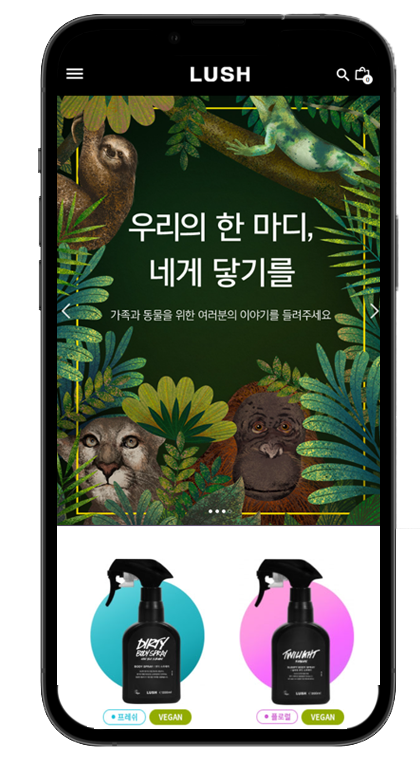 LUSH
0
우리의 한 마디,
네게 닿기를
가족과 동물을 위한 여러분의 이야기를 들려주세요
DIRTY
BODY SPRAY
TWILIGHT
LUSH
LUSH
프레쉬
VEGAN
플로럴
VEGAN